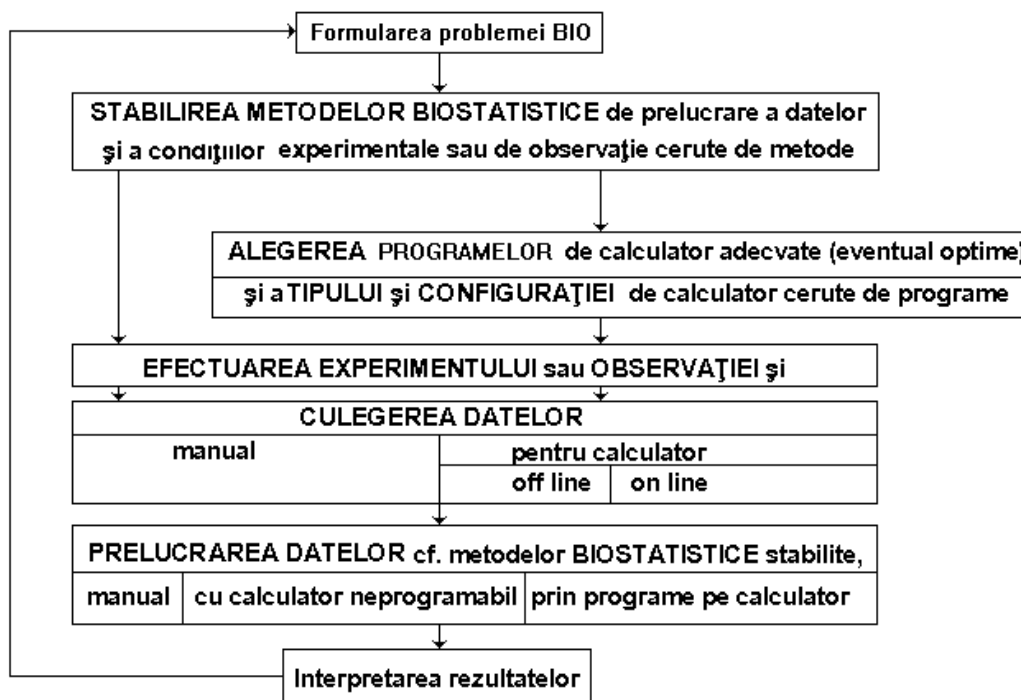 Formularea problemei BIO
STABILIREA METODELOR BIOSTATISTICE de prelucrare a datelor
şi a condiţiilor experimentale sau de observaţie cerute de metode
ALEGEREA PROGRAMELOR de calculator adecvate (eventual optime)
şi a TIPULUI şi CONFIGURAŢIEI de calculator cerute de programe
EFECTUAREA EXPERIMENTULUI sau OBSERVAŢIEI şi
CULEGEREA DATELOR
manual pentru calculator
off line on line
PRELUCRAREA DATELOR cf. metodelor BIOSTATISTICE stabilite,
manual cu calculator neprogramabil prin programe pe calculator
Interpretarea rezultatelor